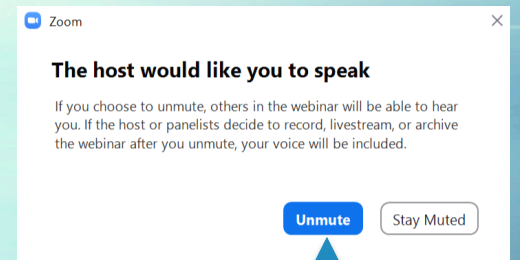 Zoom
The host would like you to speak
If you choose to unmute, others in the webinar will be able to hear
you. If the host or panelists decide to record, livestream, or archive
the webinar after you unmute, your voice will be included.
Unmute
Stay Muted